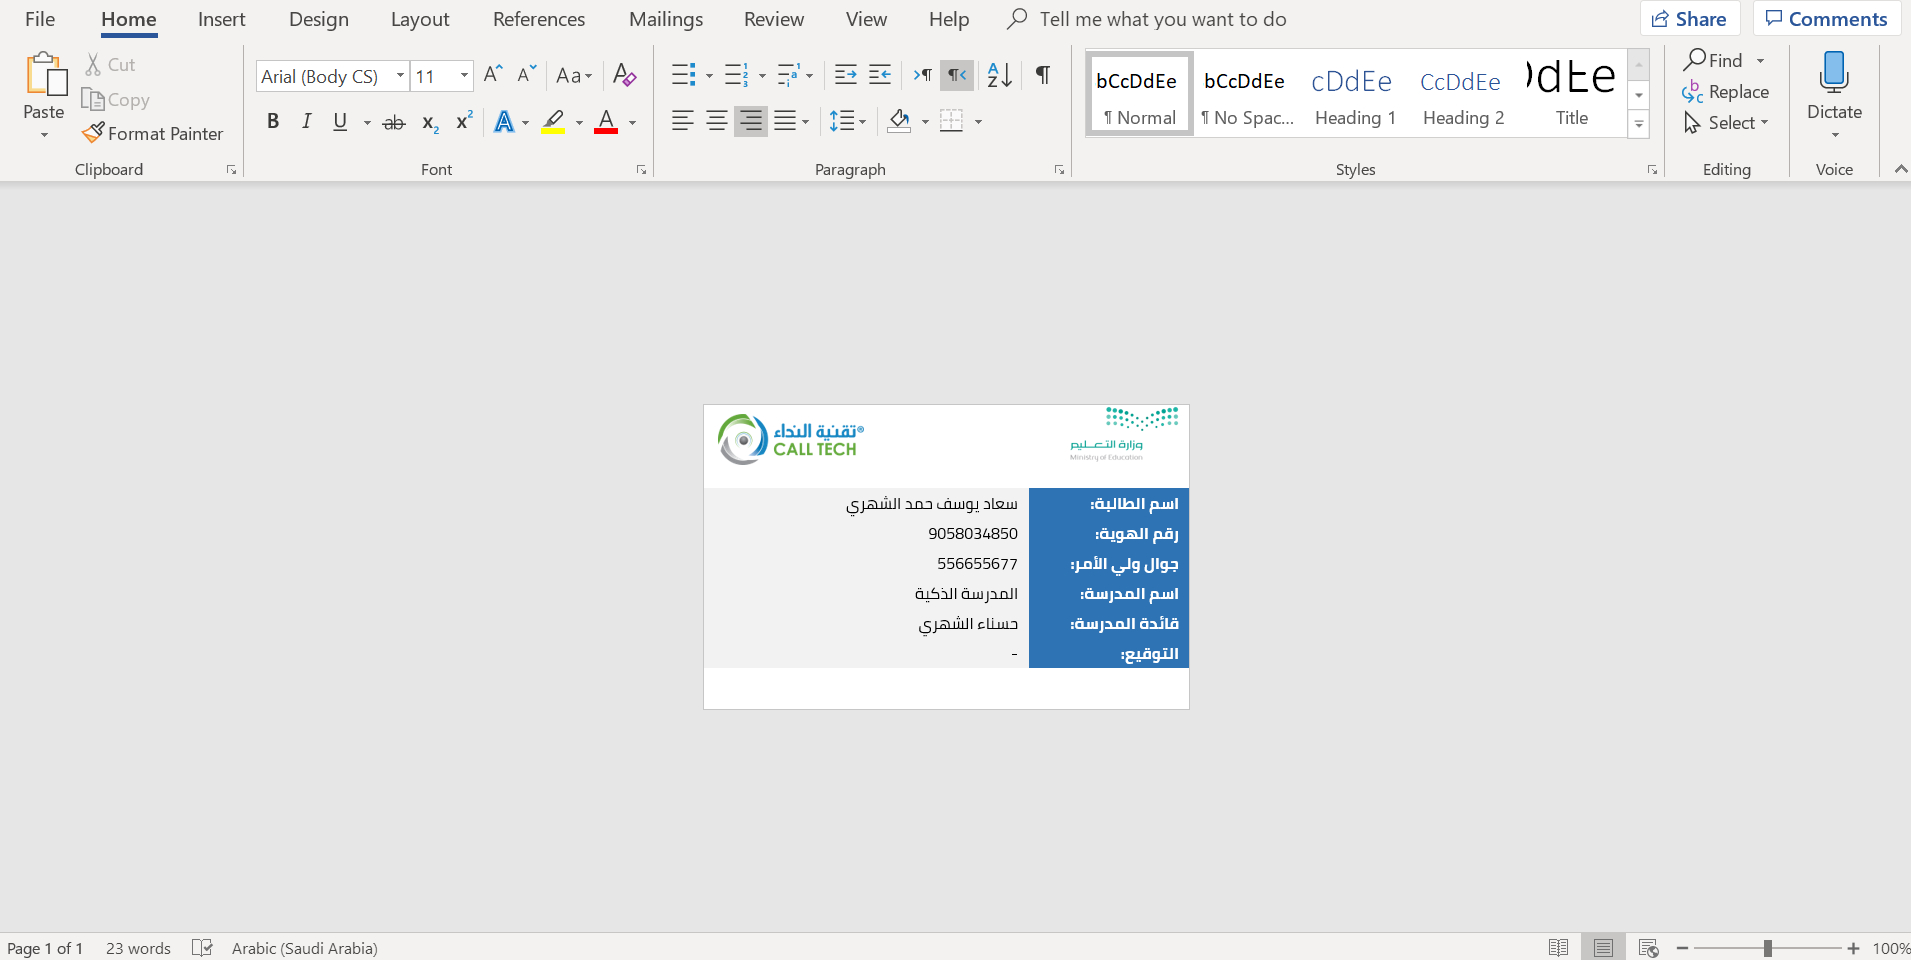 File Home Insert Design Layout References Mailings Review View Help Tell me what you want to do Share Comments
Paste Cut Copy Format Painter
Clipboard
Arial (Body CS) 11
Font
Paragraph
bCcDdEe bCcDdEe cDdEe CcDdEe
¶ Normal ¶ No Spac... Heading 1 Heading 2 Title
Styles
Find
Replace
Select
Editing
Dictate
Voice
تقنية النداء®
CALL TECH
وزارة التعليم
Ministry of Education
اسم الطالبة: سعاد يوسف حمد الشهري
رقم الهوية: 9058034850
جوال ولي الأمر: 556655677
اسم المدرسة: المدرسة الذكية
قائدة المدرسة: حسناء الشهري
التوقيع: -
Page 1 of 1 23 words Arabic (Saudi Arabia) 100%